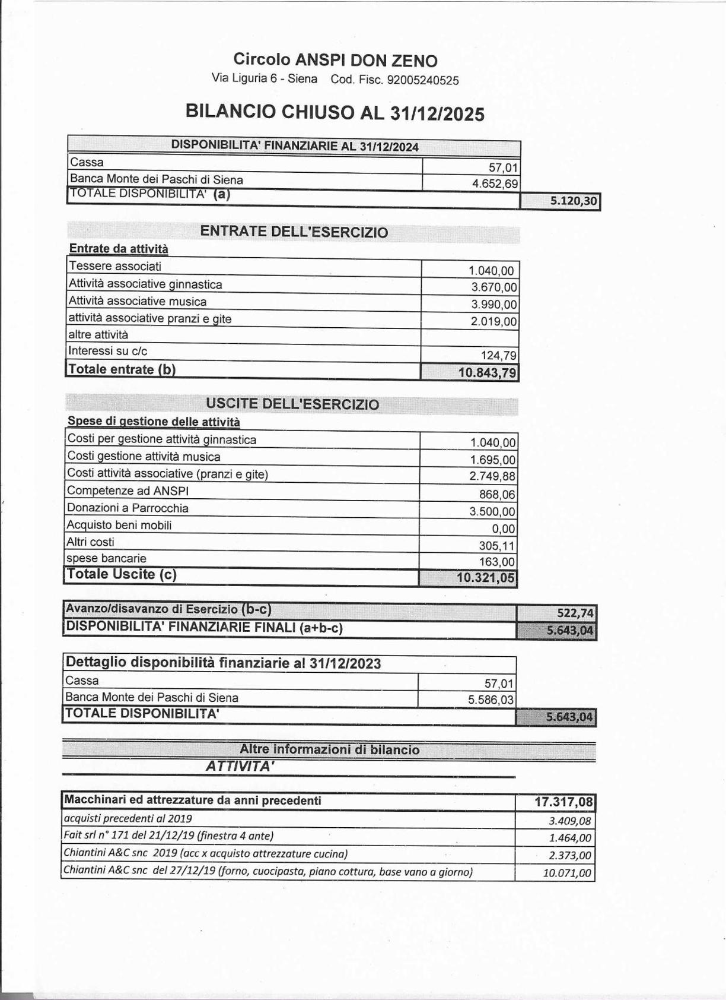 Circolo ANSPI DON ZENO
Via Liguria 6 - Siena Cod. Fisc. 92005240525
BILANCIO CHIUSO AL 31/12/2025
DISPONIBILITA' FINANZIARIE AL 31/12/2024
Cassa 57,01
Banca Monte dei Paschi di Siena 4.652,69
TOTALE DISPONIBILITA' (a) 5.120,30
ENTRATE DELL'ESERCIZIO
Entrate da attività
Tessere associati 1.040,00
Attività associative ginnastica 3.670,00
Attività associative musica 3.990,00
attività associative pranzi e gite 2.019,00
altre attività
Interessi su c/c 124,79
Totale entrate (b) 10.843,79
USCITE DELL'ESERCIZIO
Spese di gestione delle attività
Costi per gestione attività ginnastica 1.040,00
Costi gestione attività musica 1.695,00
Costi attività associative (pranzi e gite) 2.749,88
Competenze ad ANSPI 868,06
Donazioni a Parrocchia 3.500,00
Acquisto beni mobili 0,00
Altri costi 305,11
spese bancarie 163,00
Totale Uscite (c) 10.321,05
Avanzo/disavanzo di Esercizio (b-c) 522,74
DISPONIBILITA' FINANZIARIE FINALI (a+b-c) 5.643,04
Dettaglio disponibilità finanziarie al 31/12/2023
Cassa 57,01
Banca Monte dei Paschi di Siena 5.586,03
TOTALE DISPONIBILITA' 5.643,04
Altre informazioni di bilancio
ATTIVITA'
Macchinari ed attrezzature da anni precedenti 17.317,08
acquisti precedenti al 2019 3.409,08
Fait srl n° 171 del 21/12/19 (finestra 4 ante) 1.464,00
Chiantini A&C snc 2019 (acc x acquisto attrezzature cucina) 2.373,00
Chiantini A&C snc del 27/12/19 (forno, cuocipasta, piano cottura, base vano a giorno) 10.071,00